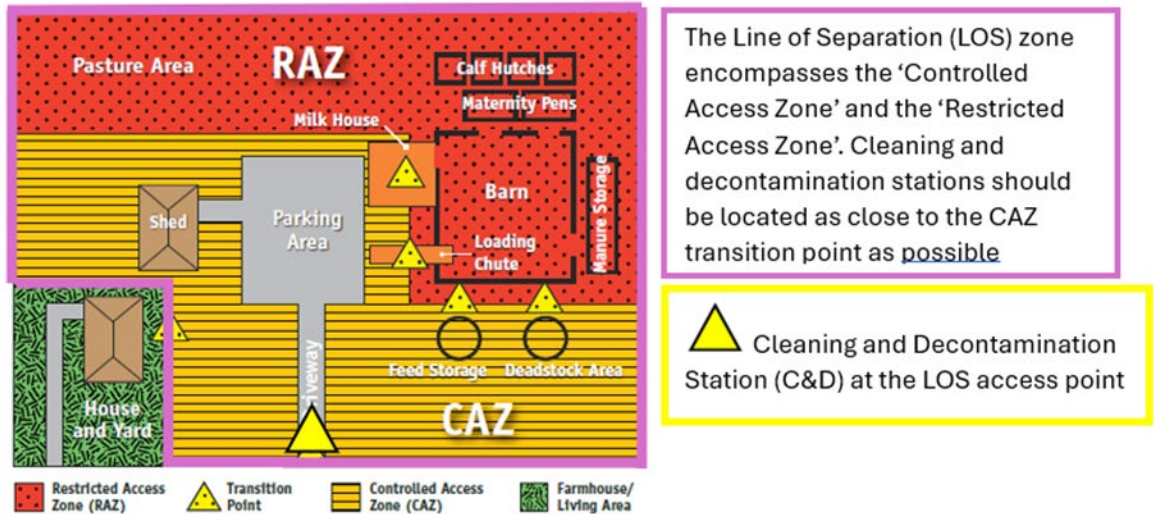 Pasture Area
RAZ
Calf Hutches
Maternity Pens
Milk House
Barn
Manure Storage
Shed
Parking
Area
Loading
Chute
Feed Storage
Deadstock Area
House
and Yard
iveway
CAZ
Restricted Access
Zone (RAZ)
Transition
Point
Controlled Access
Zone (CAZ)
Farmhouse/
Living Area
The Line of Separation (LOS) zone
encompasses the ‘Controlled
Access Zone’ and the ‘Restricted
Access Zone’. Cleaning and
decontamination stations should
be located as close to the CAZ
transition point as possible
Cleaning and Decontamination
Station (C&D) at the LOS access point